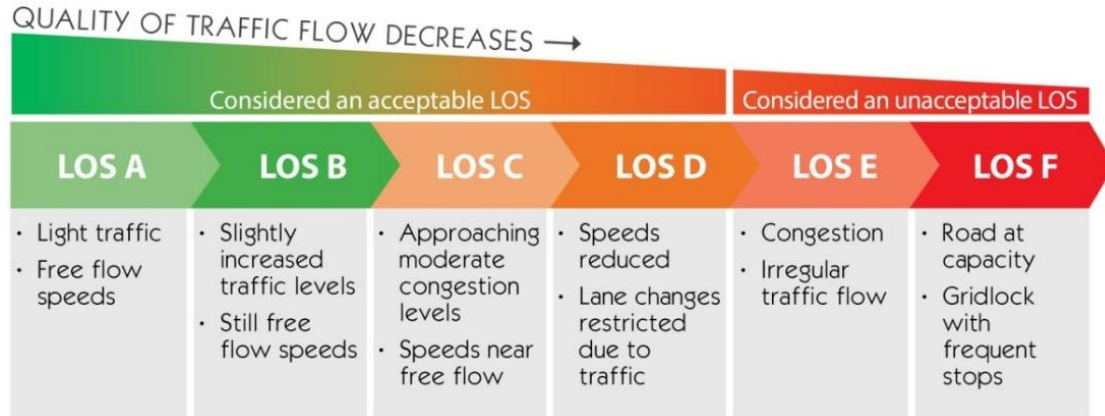 QUALITY OF TRAFFIC FLOW DECREASES →
Considered an acceptable LOS
Considered an unacceptable LOS
LOS A
LOS B
LOS C
LOS D
LOS E
LOS F
• Light traffic
• Free flow
speeds
• Slightly
increased
traffic levels
• Still free
flow speeds
• Approaching
moderate
congestion
levels
• Speeds near
free flow
• Speeds
reduced
• Lane changes
restricted
due to
traffic
• Congestion
• Irregular
traffic flow
• Road at
capacity
• Gridlock
with
frequent
stops